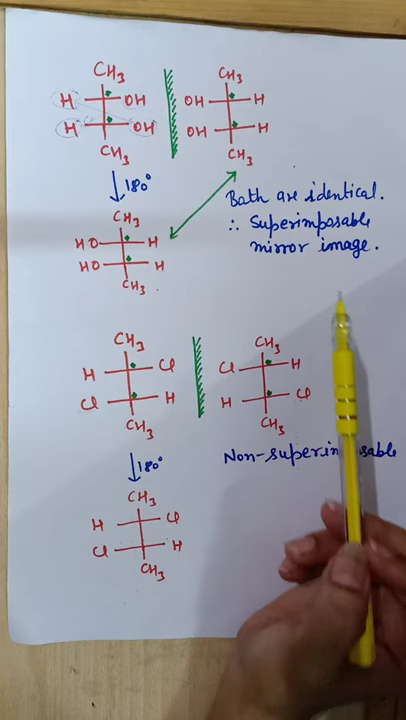 CH3 CH3
H OH OH H
H OH OH H
CH3 CH3
180°
Both are identical.
∴ Superimposable
mirror image.
CH3
HO H
HO H
CH3
CH3 CH3
H Cl Cl H
Cl H H Cl
CH3 CH3
180°
Non-superimposable
CH3
H Cl
Cl H
CH3